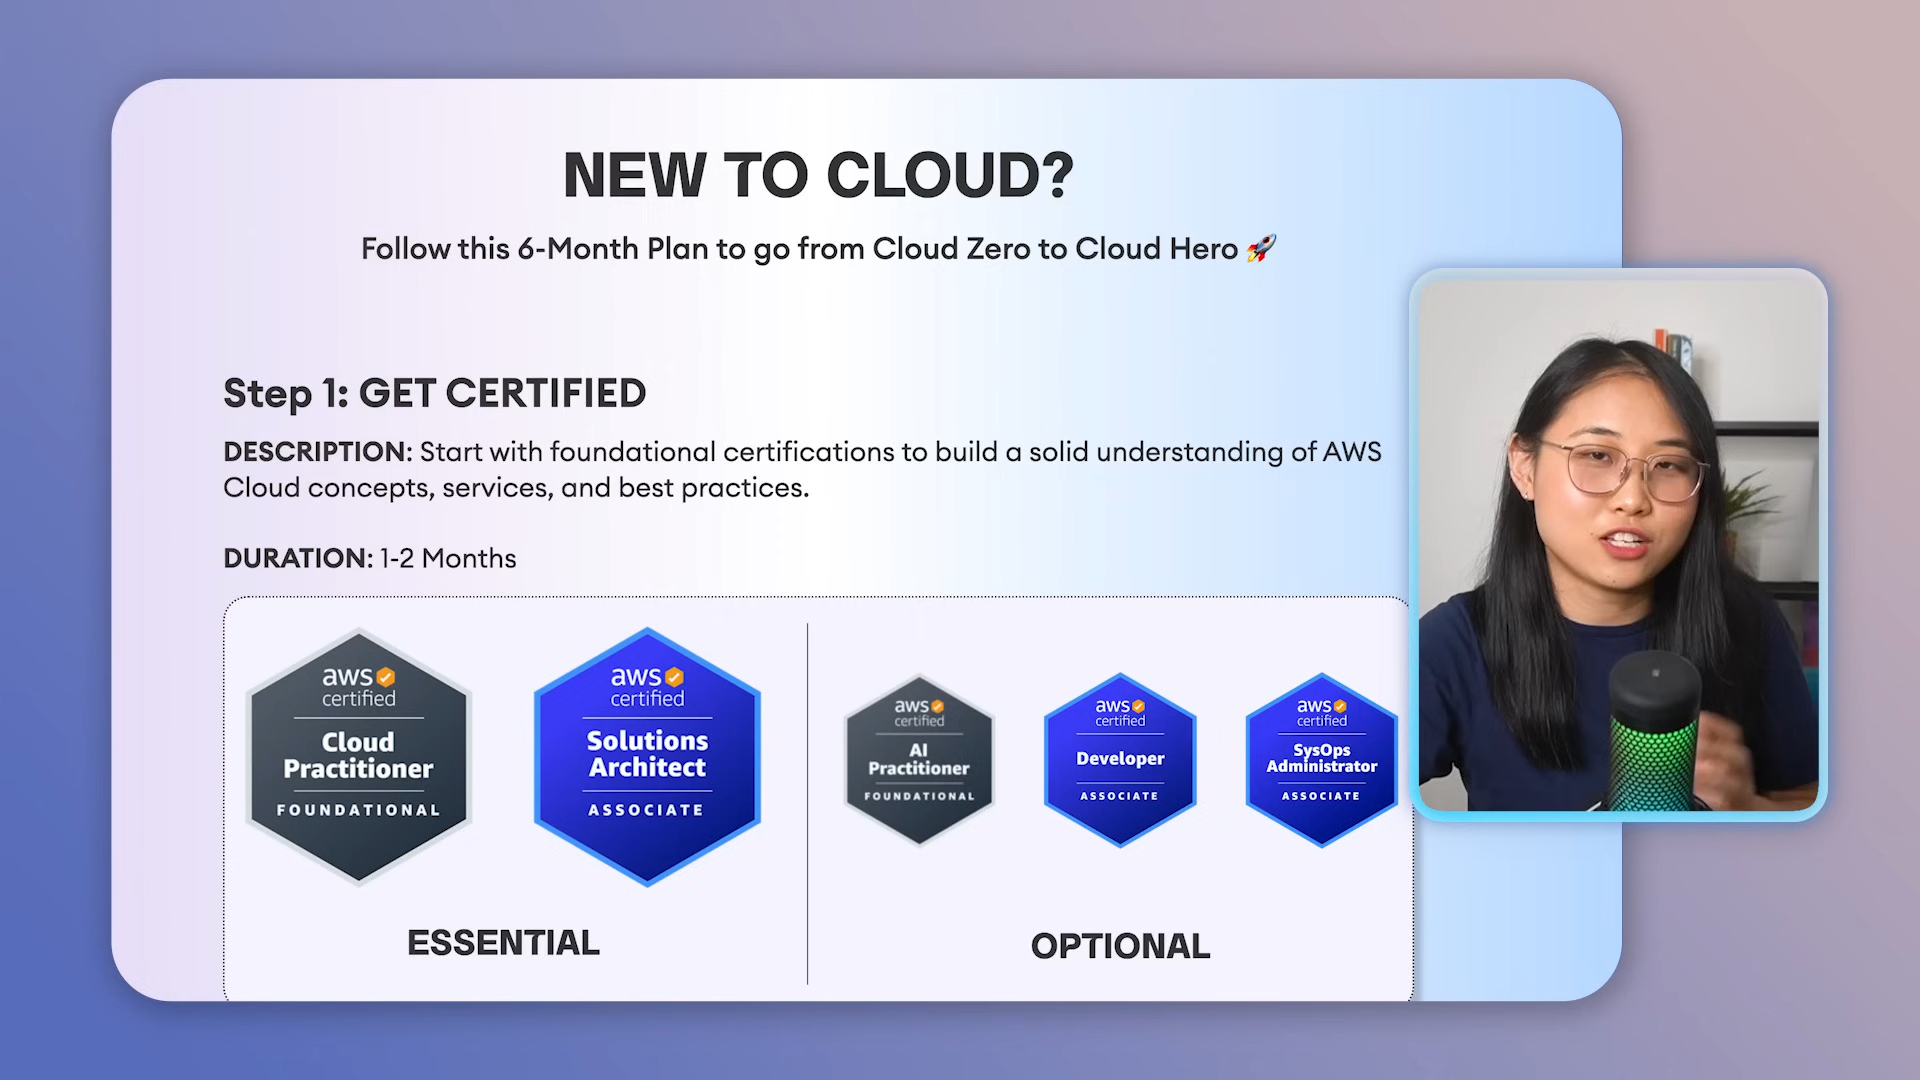 NEW TO CLOUD?
Follow this 6-Month Plan to go from Cloud Zero to Cloud Hero 🚀
Step 1: GET CERTIFIED
DESCRIPTION: Start with foundational certifications to build a solid understanding of AWS
Cloud concepts, services, and best practices.
DURATION: 1-2 Months
aws
certified
Cloud
Practitioner
FOUNDATIONAL
aws
certified
Solutions
Architect
ASSOCIATE
ESSENTIAL
aws
certified
AI
Practitioner
FOUNDATIONAL
aws
certified
Developer
ASSOCIATE
aws
certified
SysOps
Administrator
ASSOCIATE
OPTIONAL